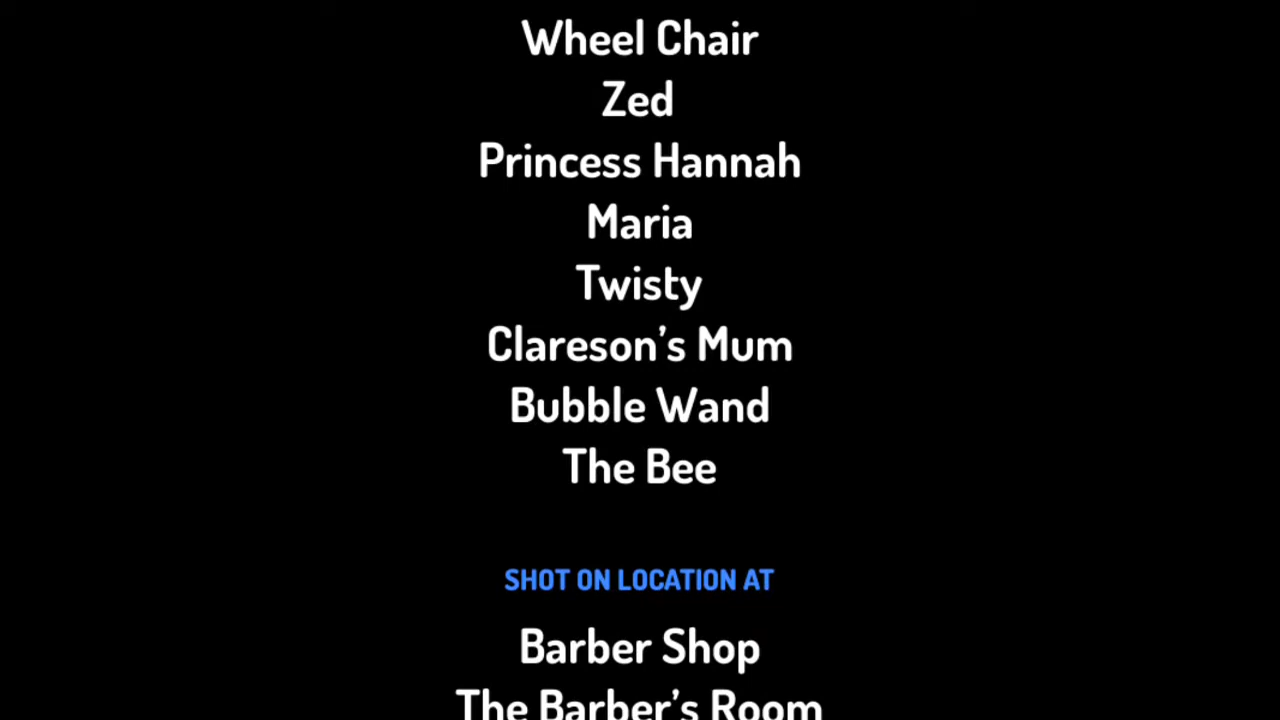 Wheel Chair
Zed
Princess Hannah
Maria
Twisty
Clareson’s Mum
Bubble Wand
The Bee
SHOT ON LOCATION AT
Barber Shop
The Barber’s Room